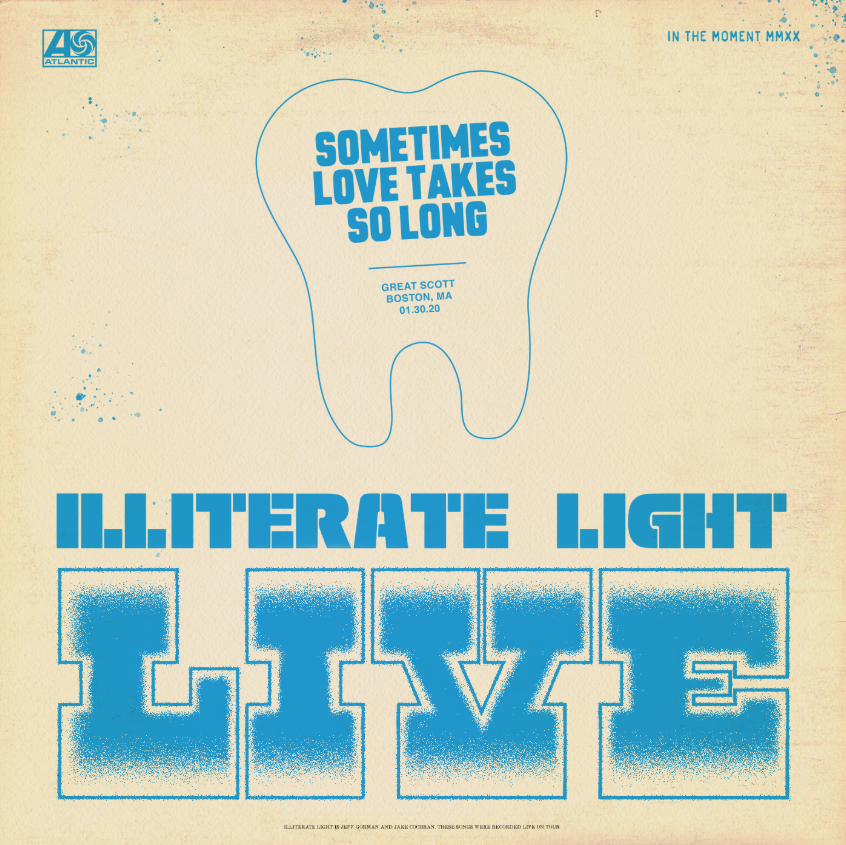 ATLANTIC
IN THE MOMENT MMXX
SOMETIMES
LOVE TAKES
SO LONG
GREAT SCOTT
BOSTON, MA
01.30.20
ILLITERATE LIGHT
LIVE
ILLITERATE LIGHT IS JEFF GORMAN AND JAKE COCHRAN. THESE SONGS WERE RECORDED LIVE ON TOUR